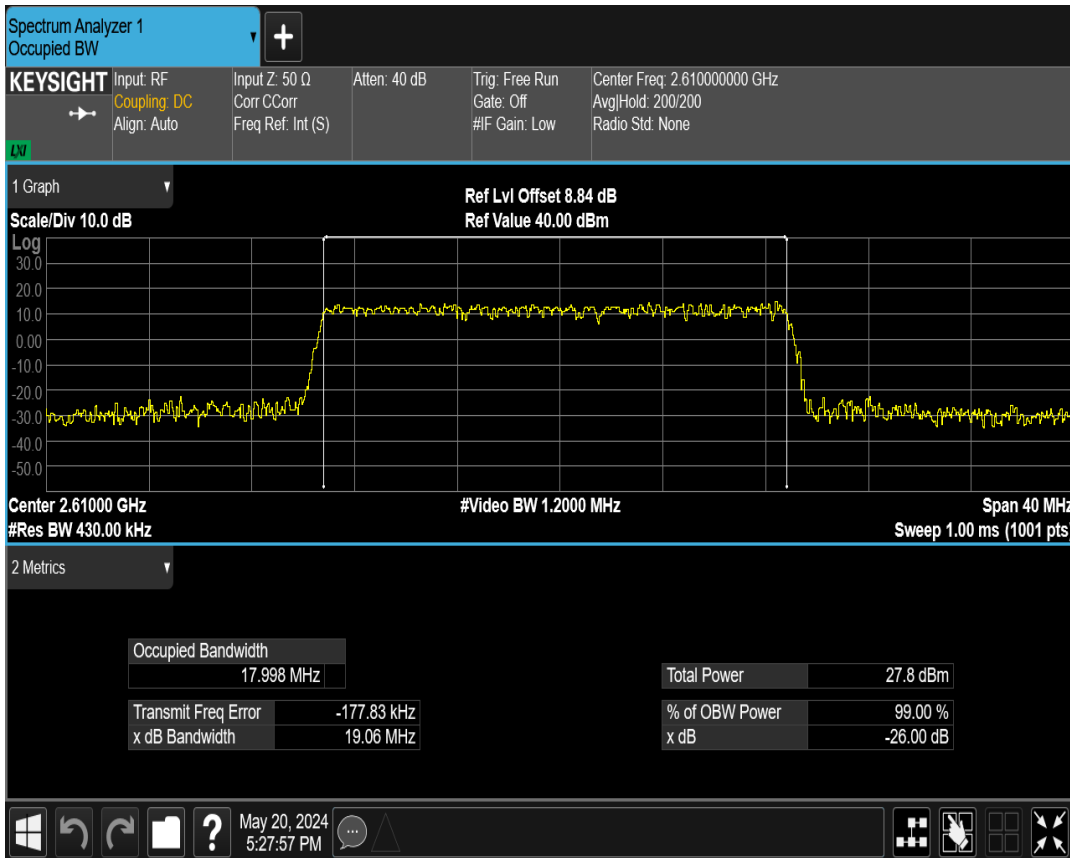 Spectrum Analyzer 1
Occupied BW
+
KEYSIGHT
LXI
Input: RF
Coupling: DC
Align: Auto
Input Z: 50 Ω
Corr CCorr
Freq Ref: Int (S)
Atten: 40 dB
Trig: Free Run
Gate: Off
#IF Gain: Low
Center Freq: 2.610000000 GHz
Avg|Hold: 200/200
Radio Std: None
1 Graph
Scale/Div 10.0 dB
Ref Lvl Offset 8.84 dB
Ref Value 40.00 dBm
Log
30.0
20.0
10.0
0.00
-10.0
-20.0
-30.0
-40.0
-50.0
Center 2.61000 GHz
#Video BW 1.2000 MHz
Span 40 MHz
#Res BW 430.00 kHz
Sweep 1.00 ms (1001 pts)
2 Metrics
Occupied Bandwidth
17.998 MHz
Total Power 27.8 dBm
Transmit Freq Error -177.83 kHz
% of OBW Power 99.00 %
x dB Bandwidth 19.06 MHz
x dB -26.00 dB
?
May 20, 2024
5:27:57 PM